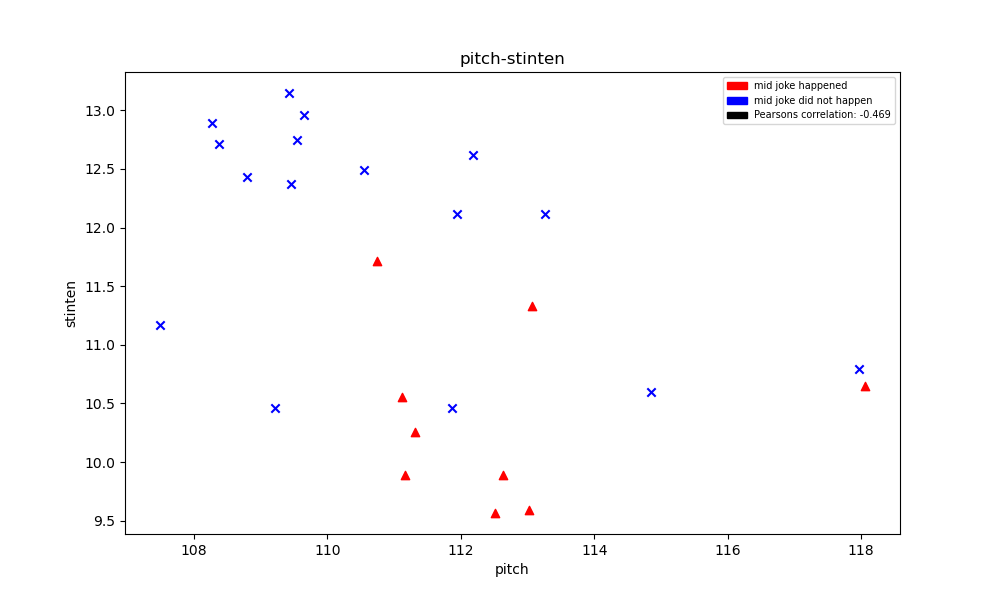 pitch-stinten
mid joke happened
mid joke did not happen
Pearsons correlation: -0.469
13.0
12.5
12.0
11.5
11.0
10.5
10.0
9.5
stinten
108 110 112 114 116 118
pitch